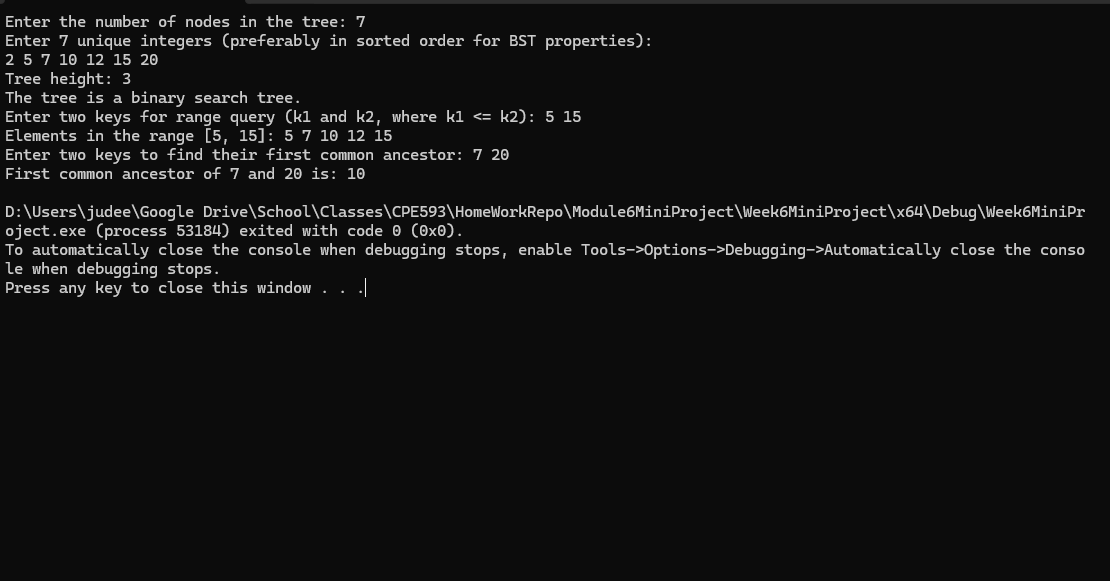 Enter the number of nodes in the tree: 7
Enter 7 unique integers (preferably in sorted order for BST properties):
2 5 7 10 12 15 20
Tree height: 3
The tree is a binary search tree.
Enter two keys for range query (k1 and k2, where k1 <= k2): 5 15
Elements in the range [5, 15]: 5 7 10 12 15
Enter two keys to find their first common ancestor: 7 20
First common ancestor of 7 and 20 is: 10

D:\Users\judee\Google Drive\School\Classes\CPE593\HomeWorkRepo\Module6MiniProject\Week6MiniProject\x64\Debug\Week6MiniPr
oject.exe (process 53184) exited with code 0 (0x0).
To automatically close the console when debugging stops, enable Tools->Options->Debugging->Automatically close the conso
le when debugging stops.
Press any key to close this window . . .